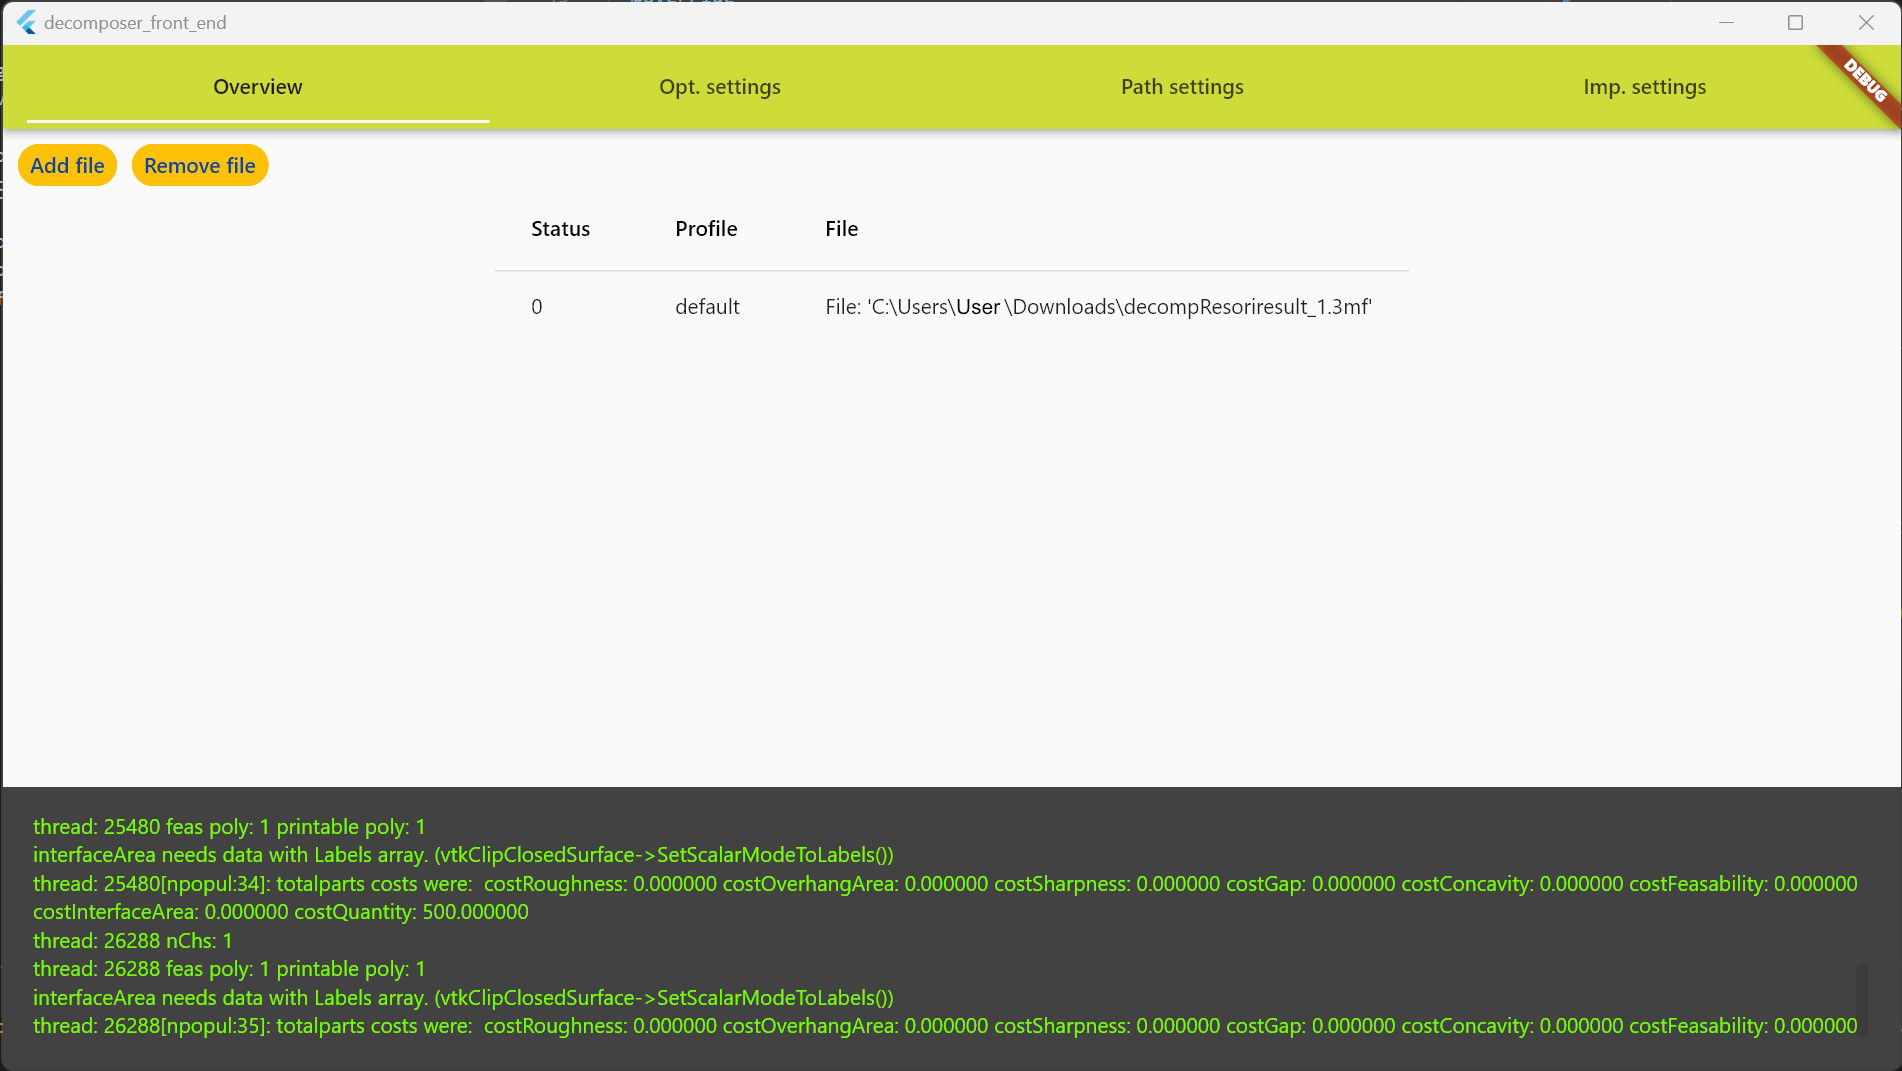 decomposer_front_end
Overview Opt. settings Path settings Imp. settings DEBUG
Add file Remove file
Status Profile File
0 default File: 'C:\Users\User \Downloads\decompResoriresult_1.3mf'
thread: 25480 feas poly: 1 printable poly: 1
interfaceArea needs data with Labels array. (vtkClipClosedSurface->SetScalarModeToLabels())
thread: 25480[npopul:34]: totalparts costs were:  costRoughness: 0.000000 costOverhangArea: 0.000000 costSharpness: 0.000000 costGap: 0.000000 costConcavity: 0.000000 costFeasability: 0.000000
costInterfaceArea: 0.000000 costQuantity: 500.000000
thread: 26288 nChs: 1
thread: 26288 feas poly: 1 printable poly: 1
interfaceArea needs data with Labels array. (vtkClipClosedSurface->SetScalarModeToLabels())
thread: 26288[npopul:35]: totalparts costs were:  costRoughness: 0.000000 costOverhangArea: 0.000000 costSharpness: 0.000000 costGap: 0.000000 costConcavity: 0.000000 costFeasability: 0.000000